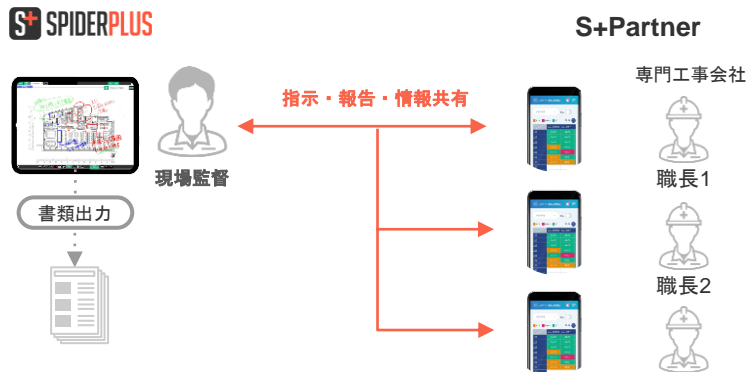 S+ SPIDERPLUS
S+Partner
専門工事会社
指示・報告・情報共有
現場監督
職長1
書類出力
職長2